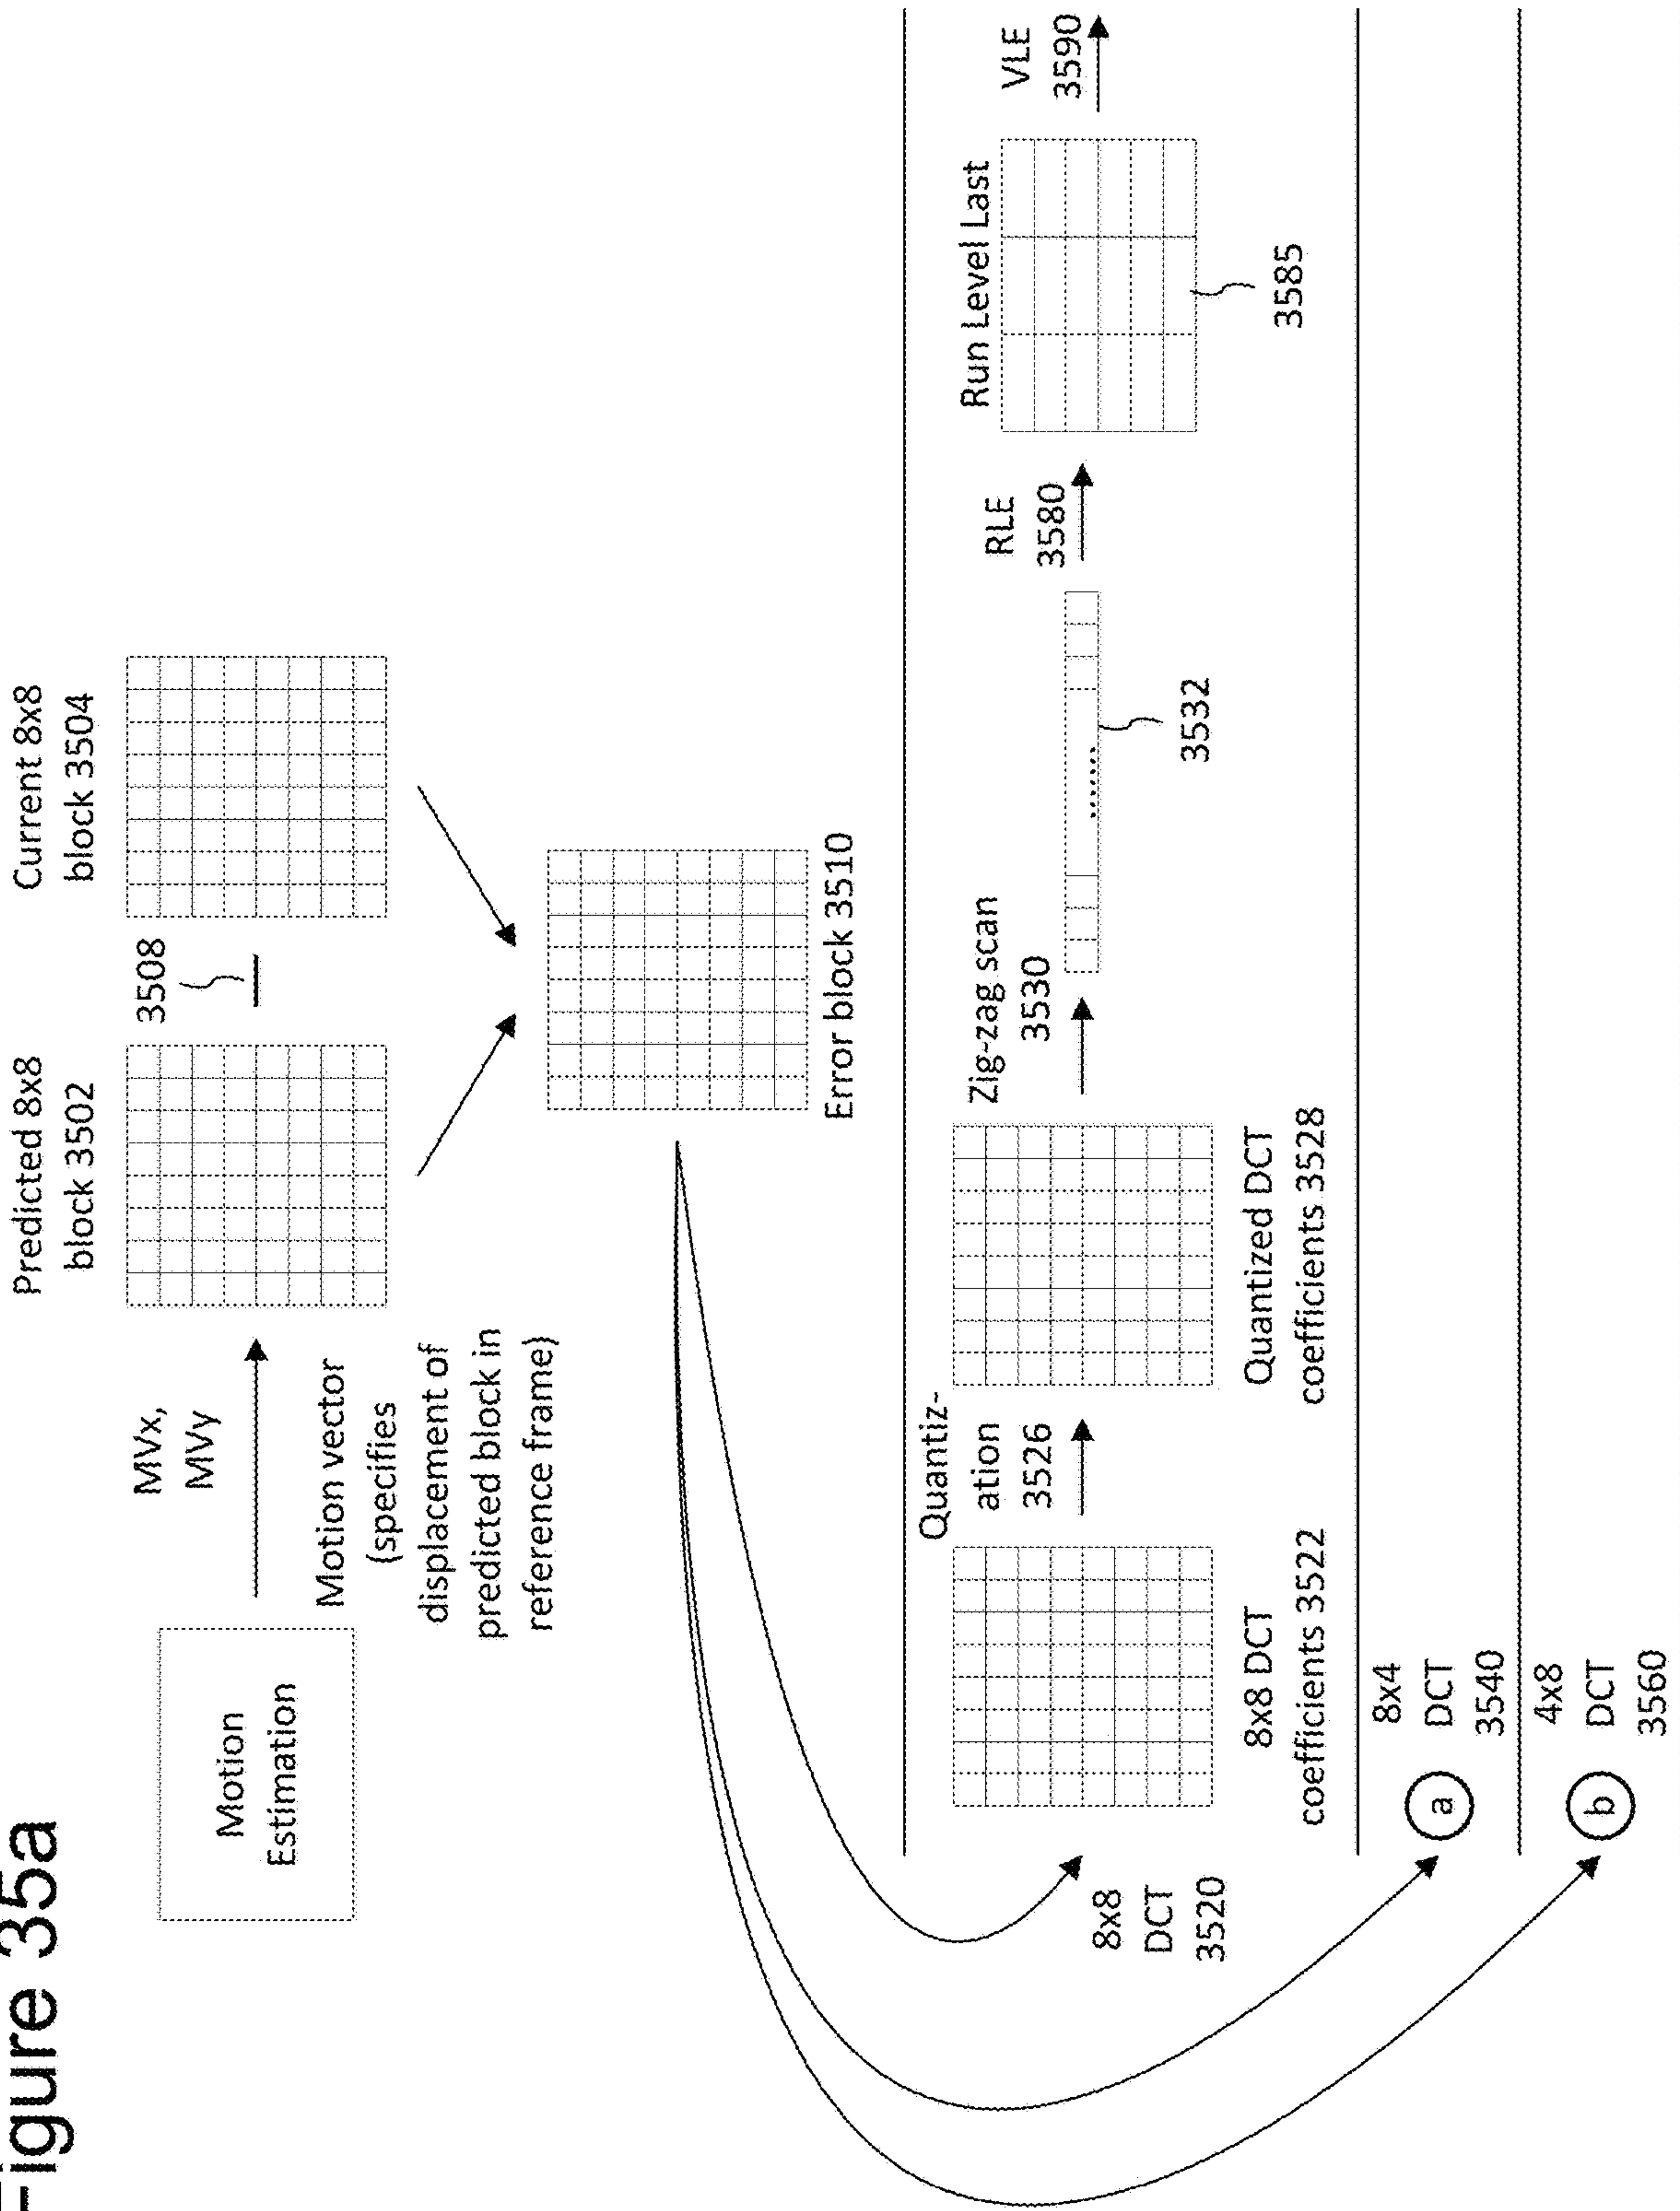 Figure 35a
Motion
Estimation
MVx,
MVy
Motion vector
(specifies
displacement of
predicted block in
reference frame)
Predicted 8x8
block 3502
3508
Current 8x8
block 3504
Error block 3510
8x8
DCT
3520
8x8 DCT
coefficients 3522
Quantiz-
ation
3526
Quantized DCT
coefficients 3528
Zig-zag scan
3530
3532
RLE
3580
Run Level Last
3585
VLE
3590
a
8x4
DCT
3540
b
4x8
DCT
3560